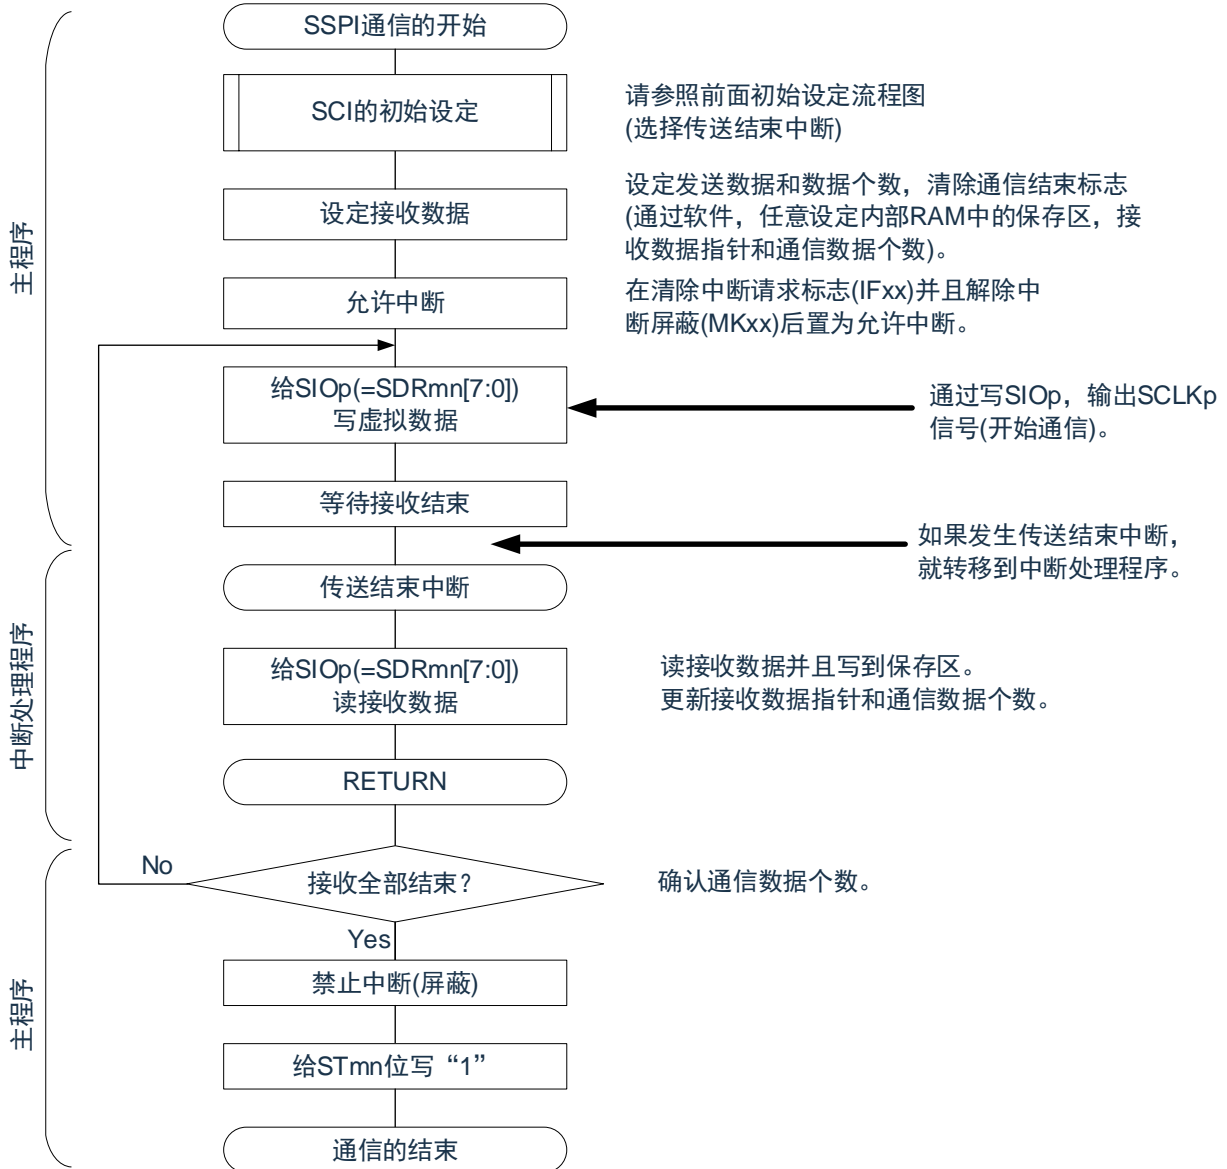 SSPI通信的开始
SCI的初始设定
请参照前面初始设定流程图
(选择传送结束中断)
设定接收数据
设定发送数据和数据个数，清除通信结束标志
(通过软件，任意设定内部RAM中的保存区，接
收数据指针和通信数据个数)。
主程序
允许中断
在清除中断请求标志(IFxx)并且解除中
断屏蔽(MKxx)后置为允许中断。
给SIOp(=SDRmn[7:0])
写虚拟数据
通过写SIOp，输出SCLKp
信号(开始通信)。
等待接收结束
如果发生传送结束中断，
就转移到中断处理程序。
传送结束中断
中断处理程序
给SIOp(=SDRmn[7:0])
读接收数据
读接收数据并且写到保存区。
更新接收数据指针和通信数据个数。
RETURN
No
接收全部结束？
确认通信数据个数。
Yes
禁止中断(屏蔽)
主程序
给STmn位写“1”
通信的结束